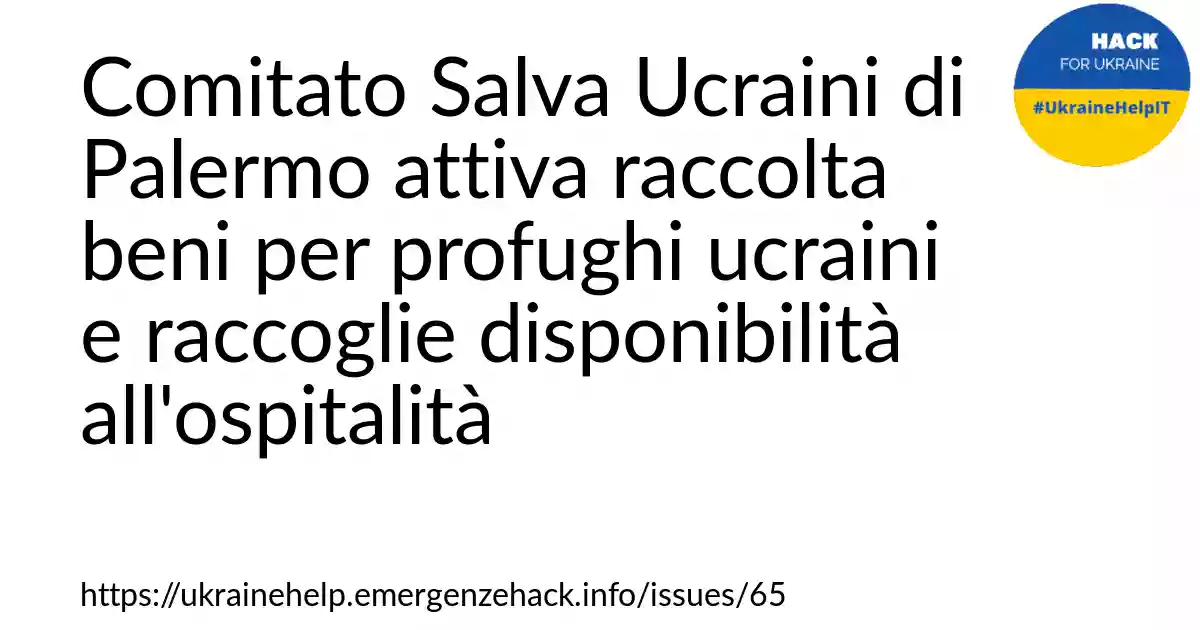 Comitato Salva Ucraini di
Palermo attiva raccolta
beni per profughi ucraini
e raccoglie disponibilità
all'ospitalità
HACK
FOR UKRAINE
#UkraineHelpIT
https://ukrainehelp.emergenzehack.info/issues/65